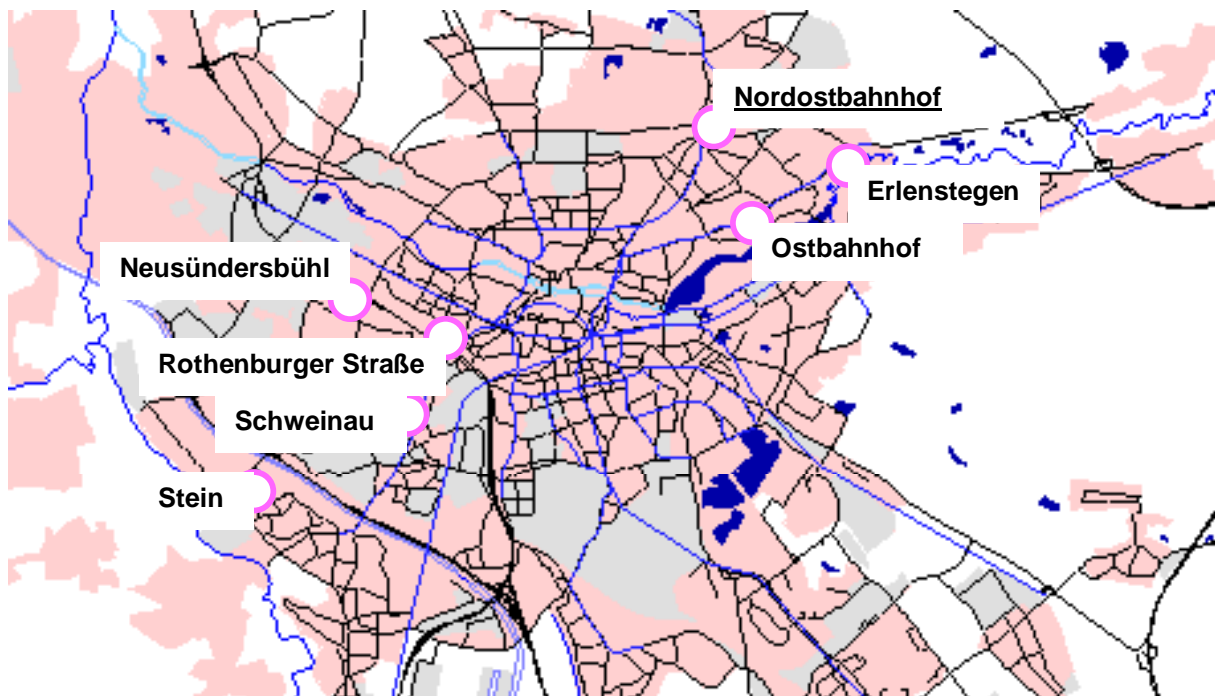 Nordostbahnhof
Erlenstegen
Ostbahnhof
Neusündersbühl
Rothenburger Straße
Schweinau
Stein